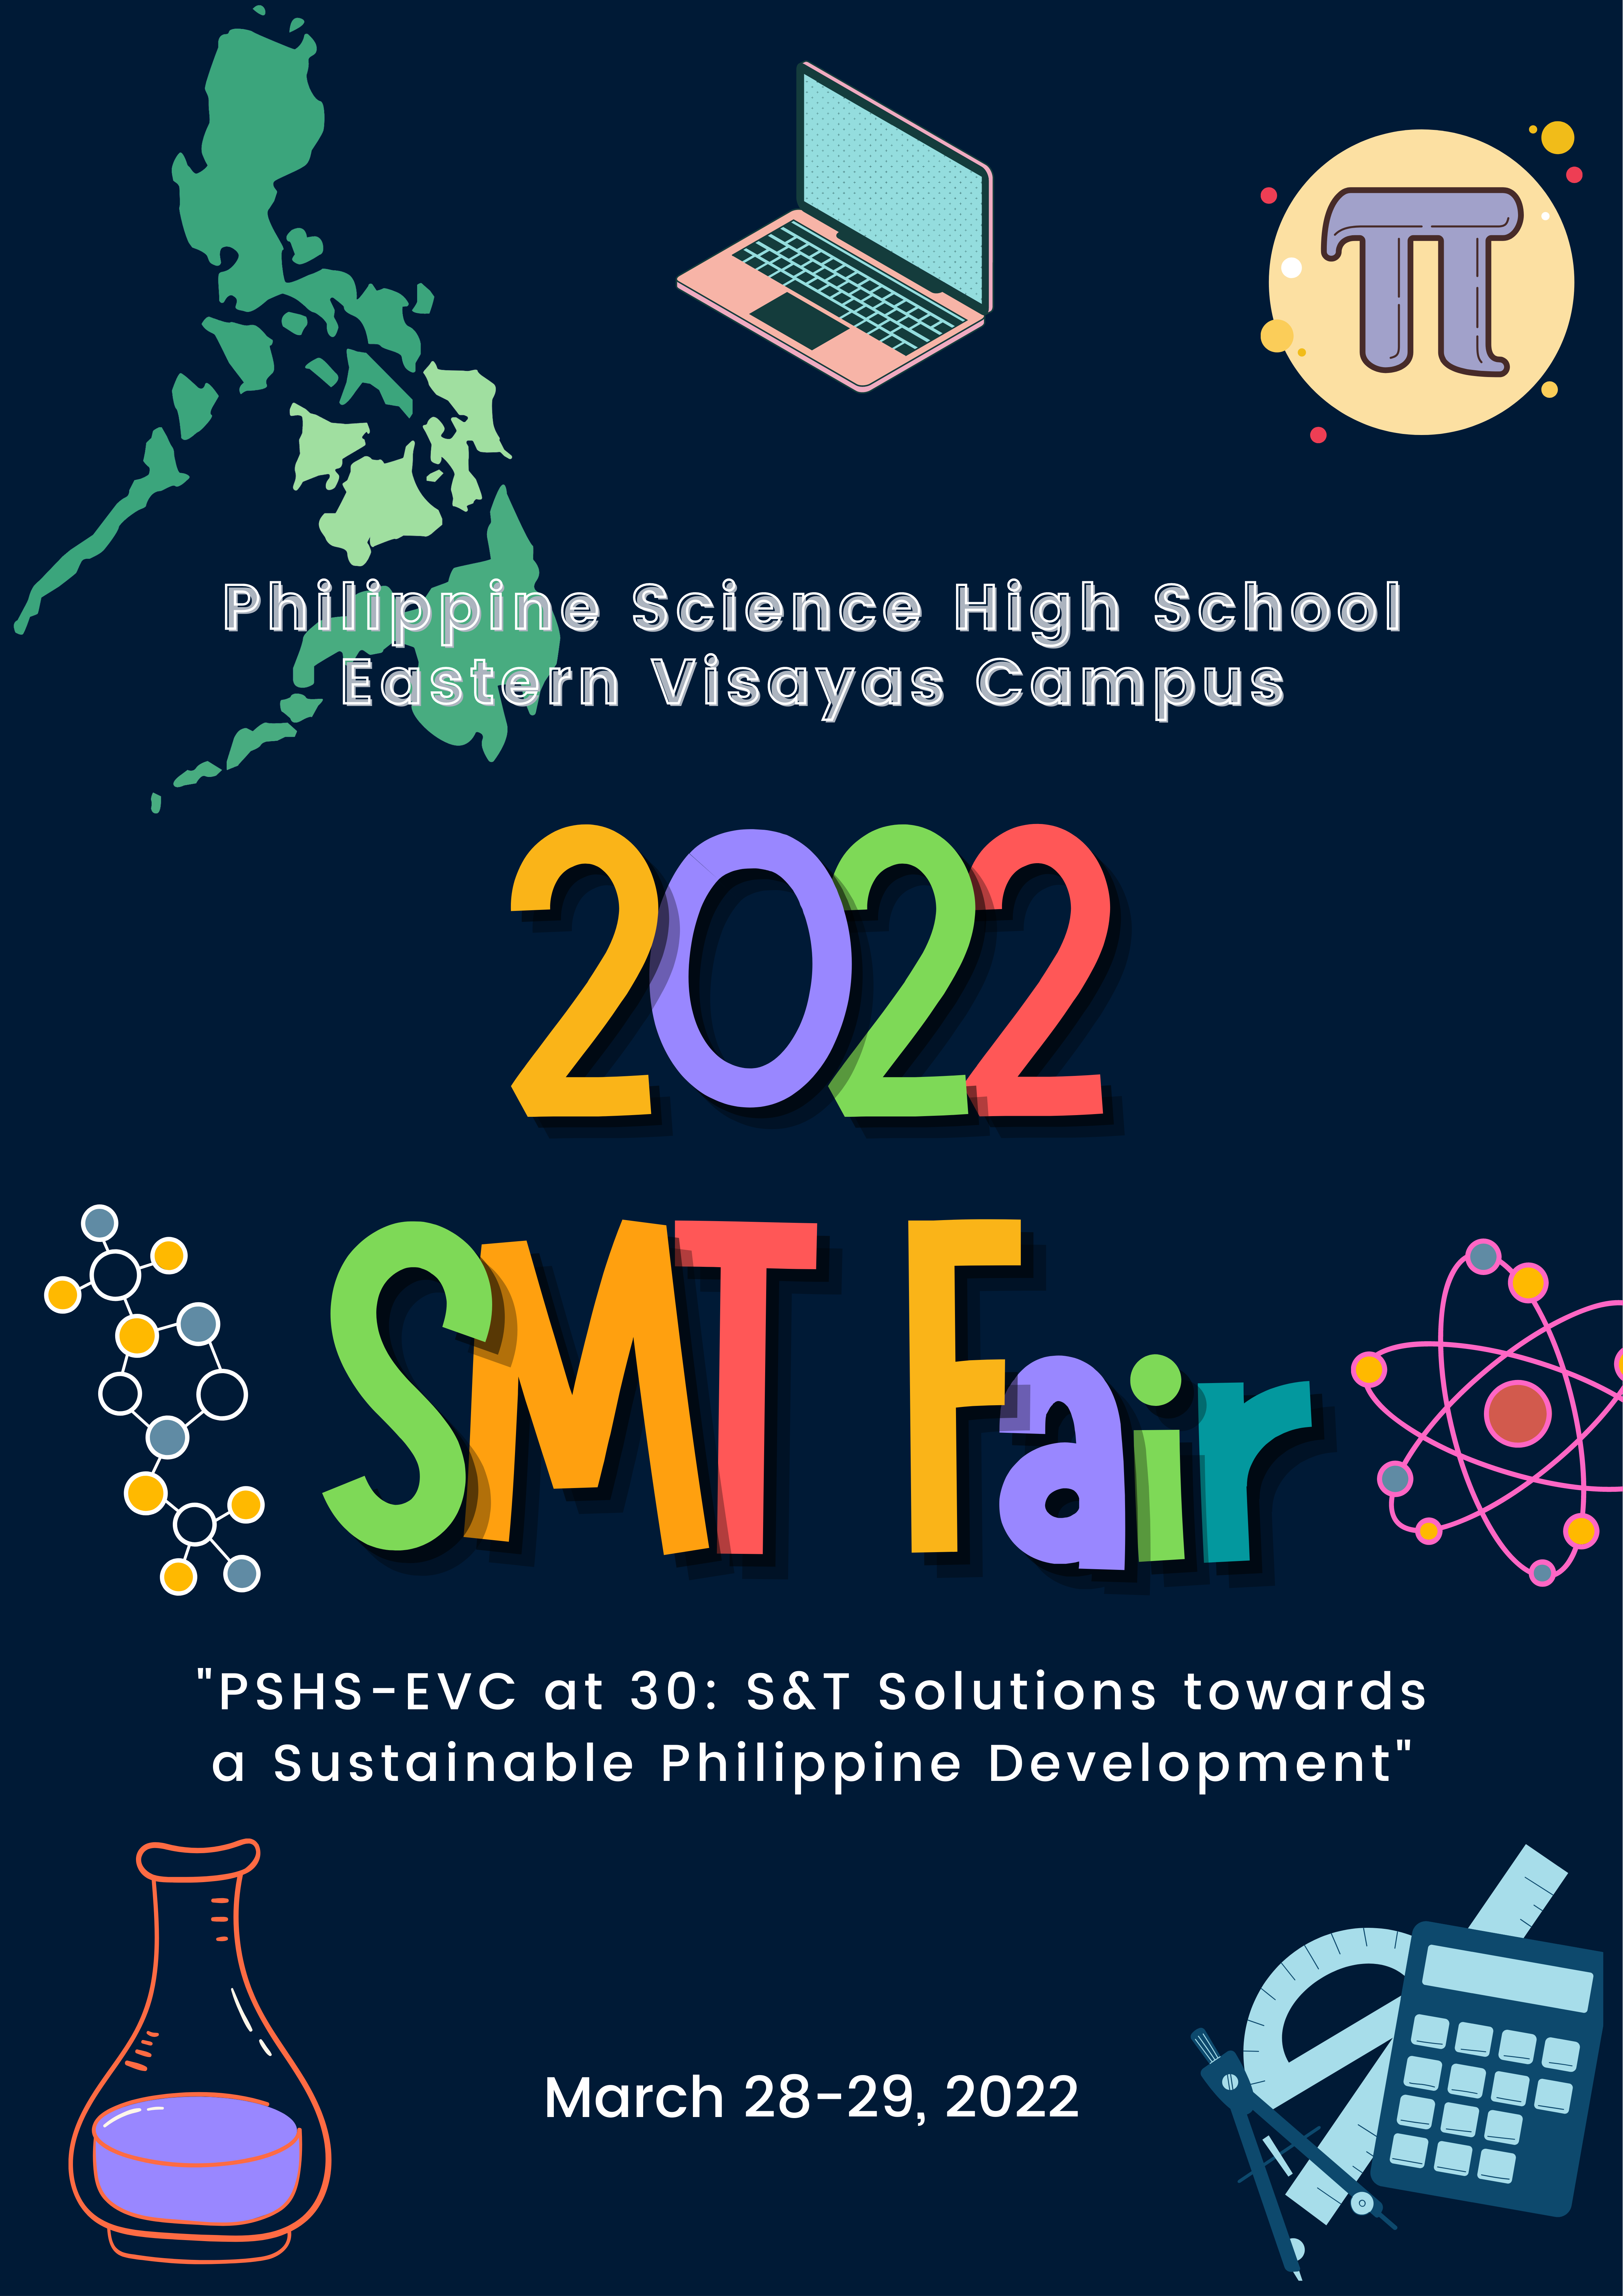 π
Philippine Science High School
Eastern Visayas Campus
2022
SMT Fair
"PSHS-EVC at 30: S&T Solutions towards
a Sustainable Philippine Development"
March 28-29, 2022